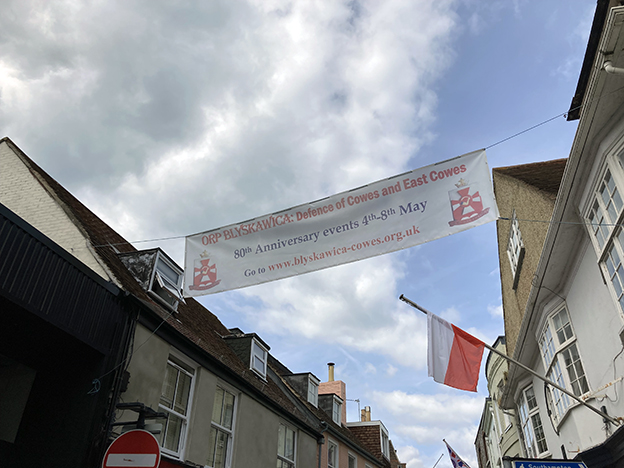 ORP BLYSKAWICA: Defence of Cowes and East Cowes
80th Anniversary events 4th-8th May
Go to www.blyskawica-cowes.org.uk
Southampton